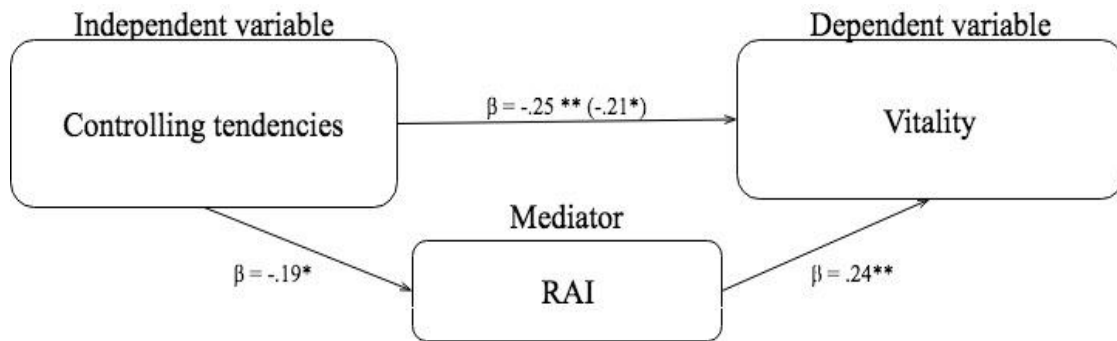 Independent variable
Dependent variable
Controlling tendencies
β = -.25 ** (-.21*)
Vitality
Mediator
β = -.19*
RAI
β = .24**